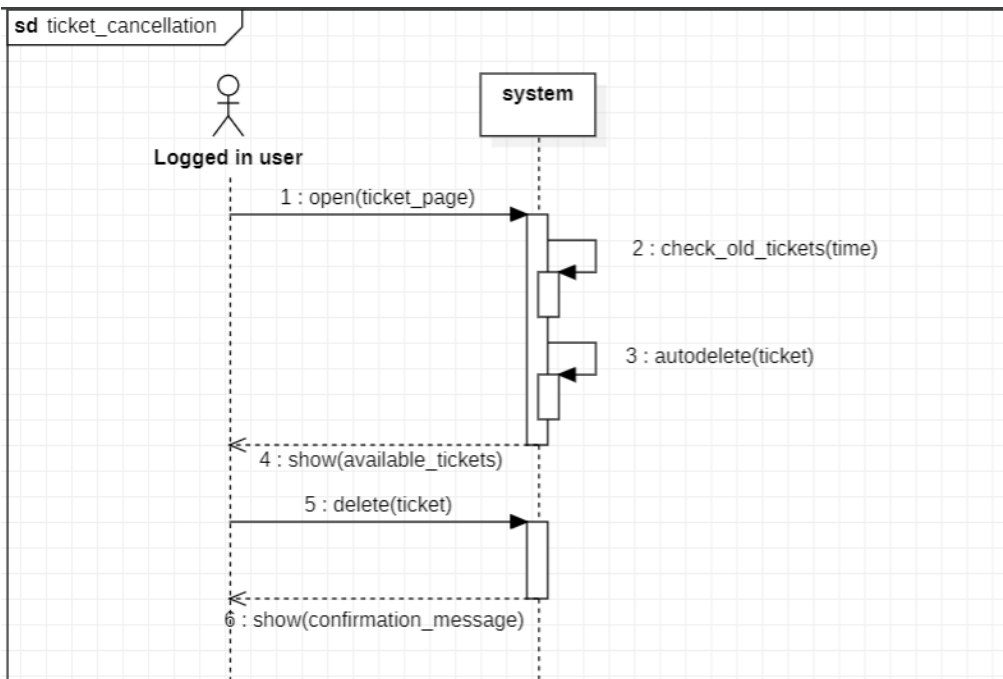 sd ticket_cancellation
system
Logged in user
1 : open(ticket_page)
2 : check_old_tickets(time)
3 : autodelete(ticket)
4 : show(available_tickets)
5 : delete(ticket)
6 : show(confirmation_message)